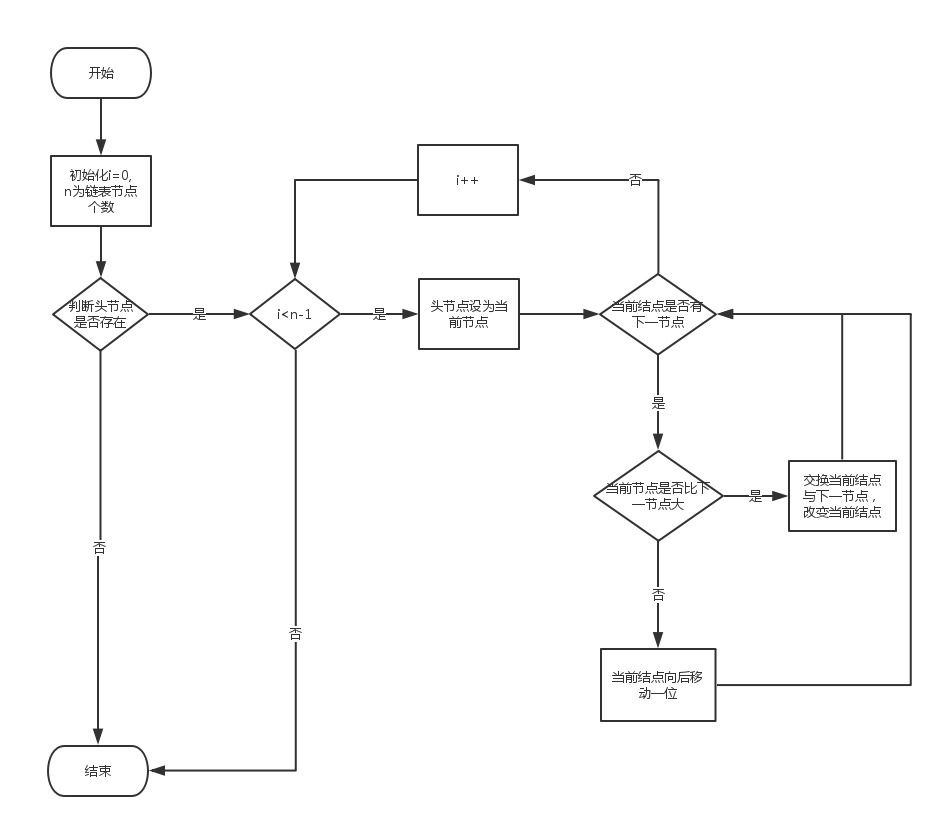 开始
初始化i=0,
n为链表节点
个数
判断头节点
是否存在
是
i<n-1
是
头节点设为当
前节点
当前结点是否有
下一节点
否
i++
是
当前节点是否比下
一节点大
是
交换当前结点
与下一节点，
改变当前结点
否
当前结点向后移
动一位
否
否
结束